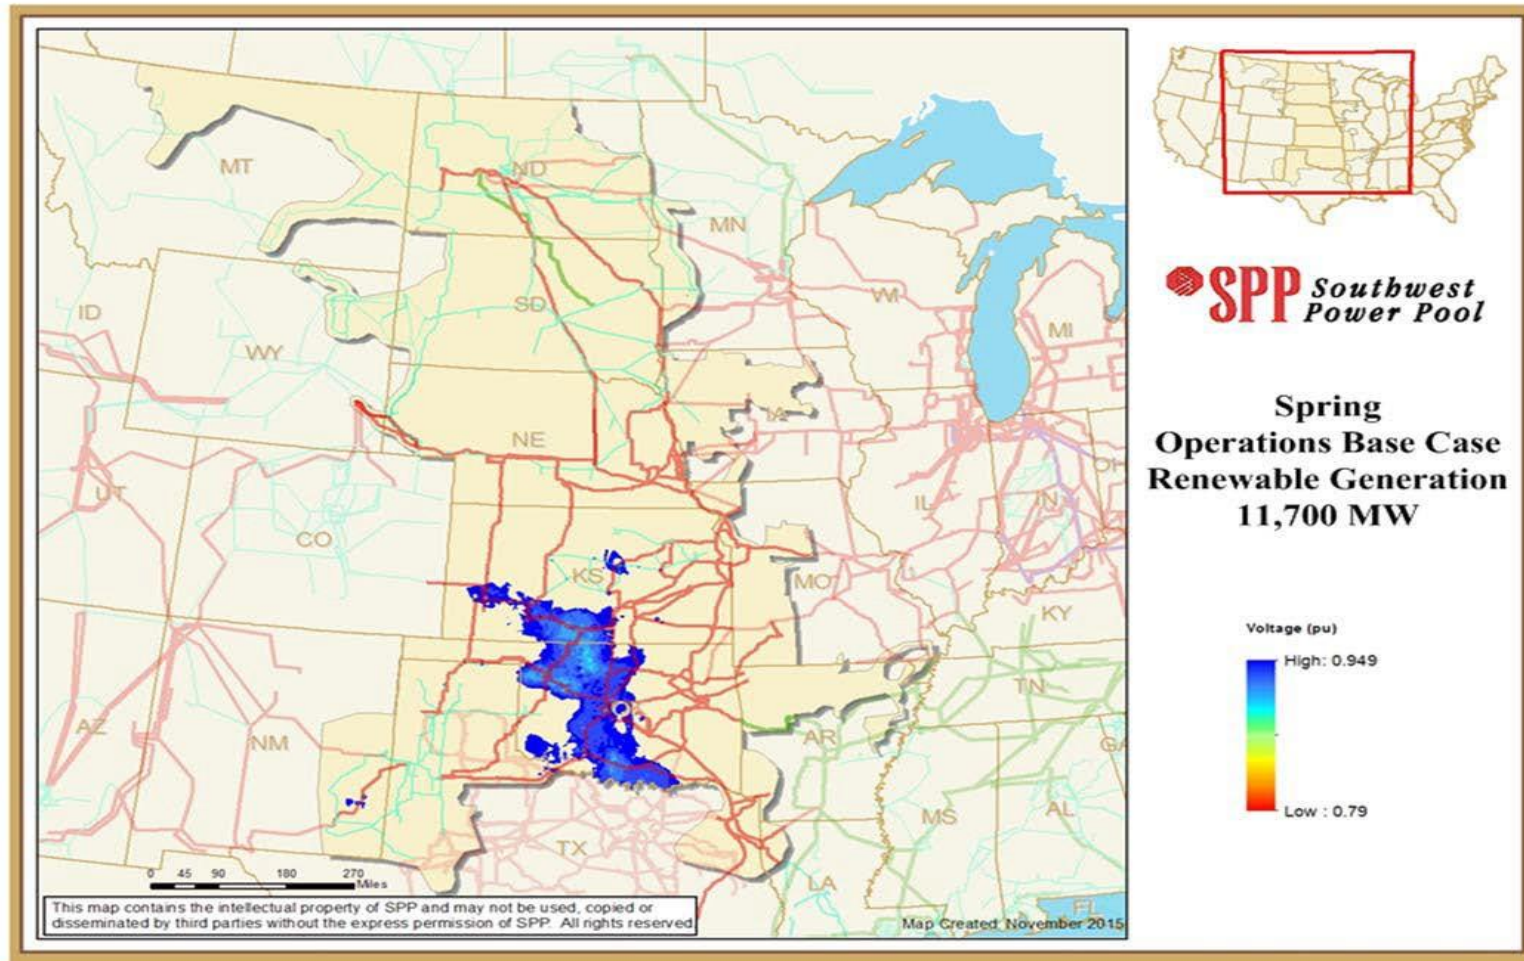 MT
ND
MN
ID
WY
SD
WI
MI
NE
IA
UT
CO
IL
IN
OH
KS
MO
KY
AZ
NM
TN
AR
GA
MS
AL
TX
LA
FL
0 45 90 180 270
Miles
This map contains the intellectual property of SPP and may not be used, copied or
disseminated by third parties without the express permission of SPP. All rights reserved
Map Created November 2015
SPP Southwest
Power Pool
Spring
Operations Base Case
Renewable Generation
11,700 MW
Voltage (pu)
High: 0.949
Low : 0.79